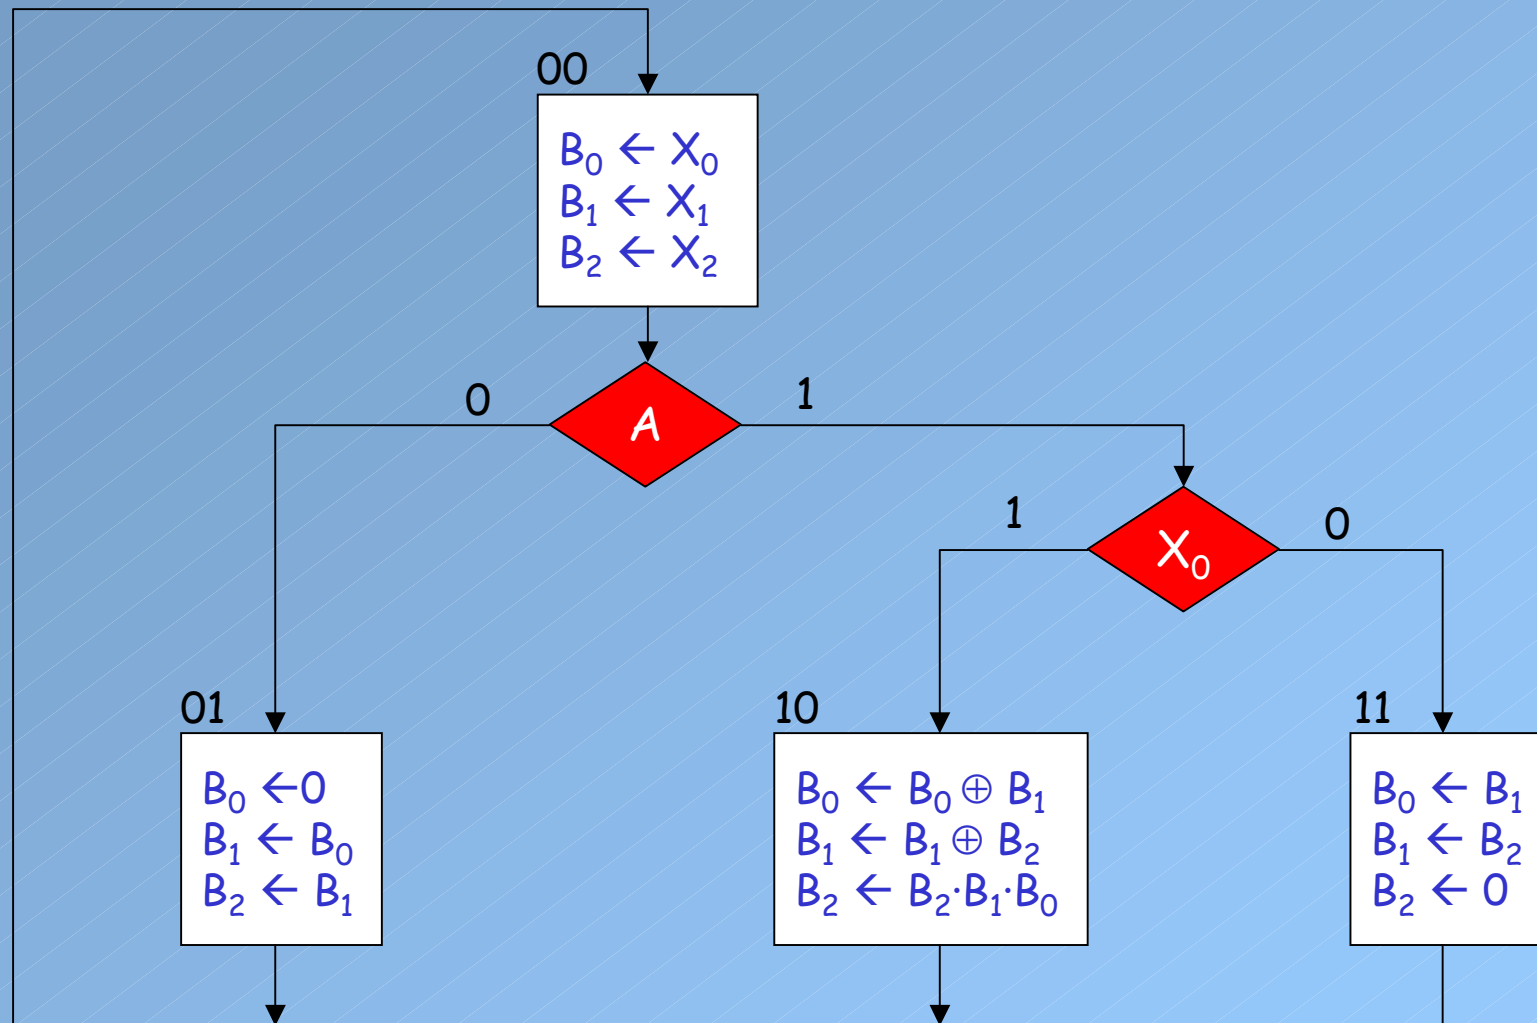 00
B₀ ← X₀
B₁ ← X₁
B₂ ← X₂
0
A
1
1
X₀
0
01
B₀ ←0
B₁ ← B₀
B₂ ← B₁
10
B₀ ← B₀ ⊕ B₁
B₁ ← B₁ ⊕ B₂
B₂ ← B₂·B₁·B₀
11
B₀ ← B₁
B₁ ← B₂
B₂ ← 0